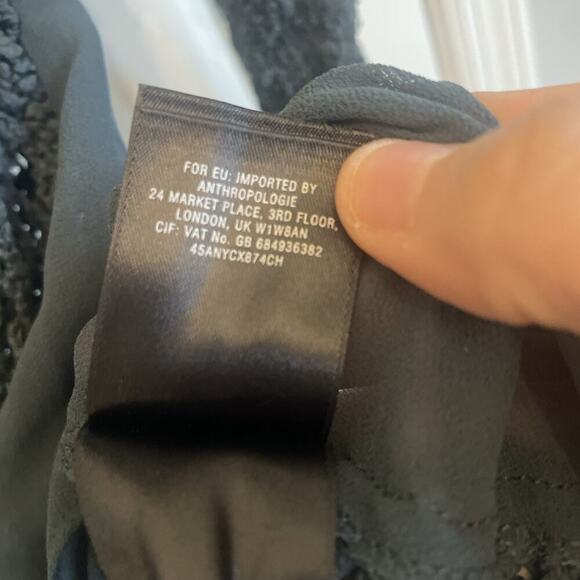 FOR EU: IMPORTED BY
ANTHROPOLOGIE
24 MARKET PLACE, 3RD FLOOR,
LONDON, UK W1W8AN
CIF: VAT No. GB 684936382
45ANYCX874CH